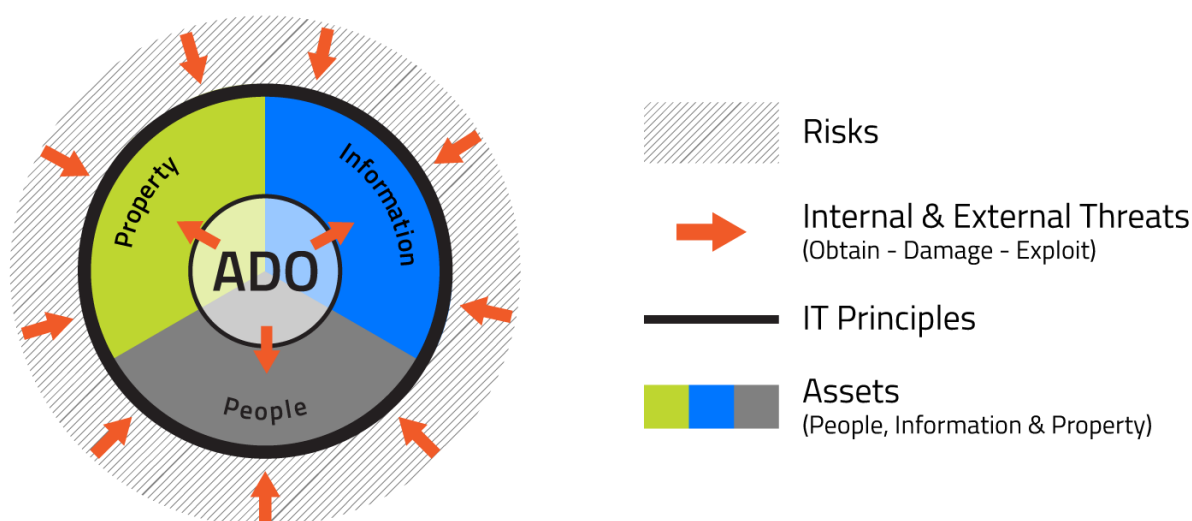 Property
Information
ADO
People
Risks
Internal & External Threats
(Obtain - Damage - Exploit)
IT Principles
Assets
(People, Information & Property)